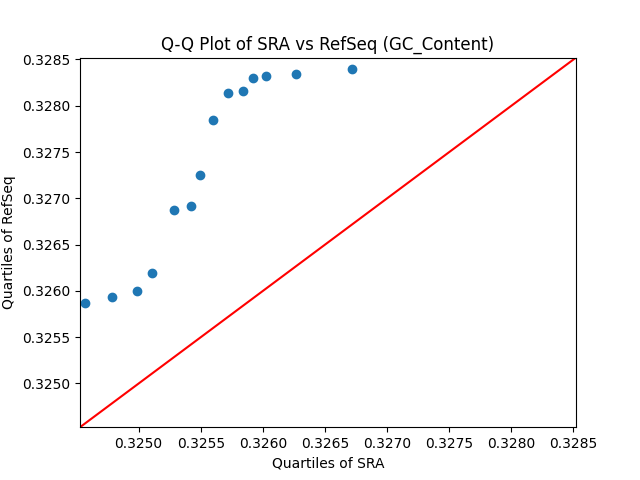 Q-Q Plot of SRA vs RefSeq (GC_Content)
Quartiles of RefSeq
0.3285
0.3280
0.3275
0.3270
0.3265
0.3260
0.3255
0.3250
0.3250 0.3255 0.3260 0.3265 0.3270 0.3275 0.3280 0.3285
Quartiles of SRA